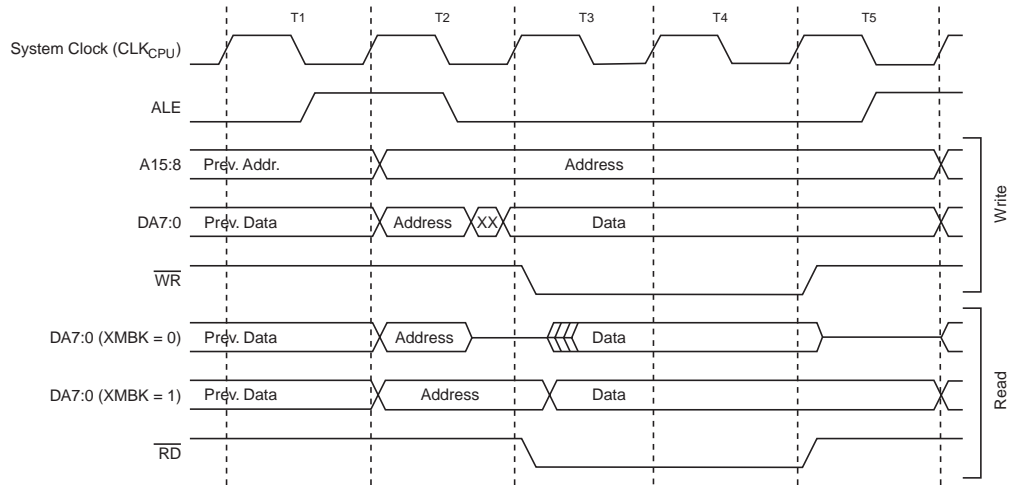 T1 T2 T3 T4 T5
System Clock (CLKCPU)
ALE
A15:8 Prev. Addr. Address
DA7:0 Prev. Data Address XX Data
WR
Write
DA7:0 (XMBK = 0) Prev. Data Address Data
DA7:0 (XMBK = 1) Prev. Data Address Data
RD
Read